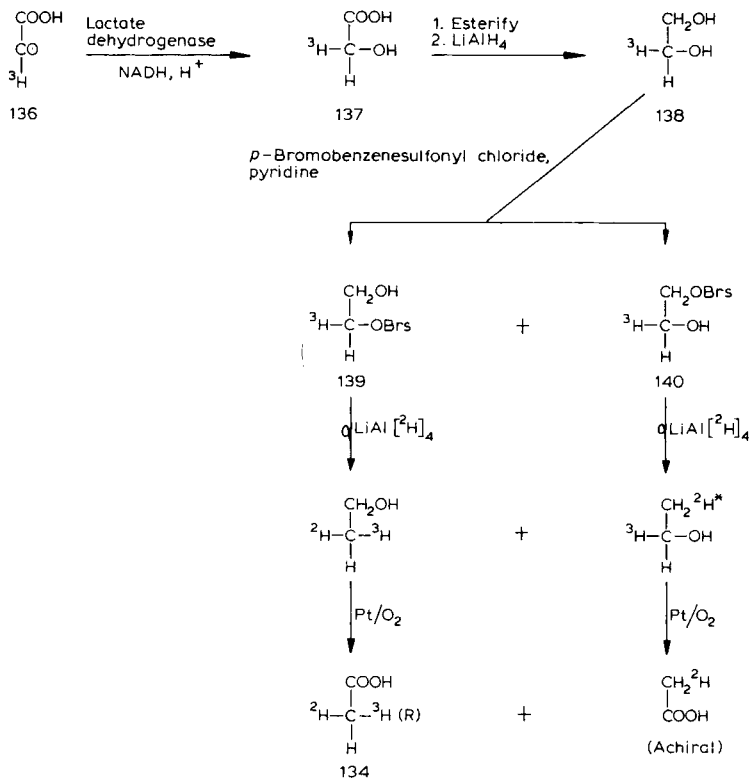 COOH
CO
³H
136
Lactate
dehydrogenase
NADH, H⁺
COOH
³H–C–OH
H
137
1. Esterify
2. LiAlH₄
CH₂OH
³H–C–OH
H
138
p-Bromobenzenesulfonyl chloride,
pyridine
CH₂OH
³H–C–OBrs
H
139
+
CH₂OBrs
³H–C–OH
H
140
LiAl[²H]₄
LiAl[²H]₄
CH₂OH
²H–C–³H
H
+
CH₂²H*
³H–C–OH
H
Pt/O₂
Pt/O₂
COOH
²H–C–³H (R)
H
134
+
CH₂²H
COOH
(Achiral)